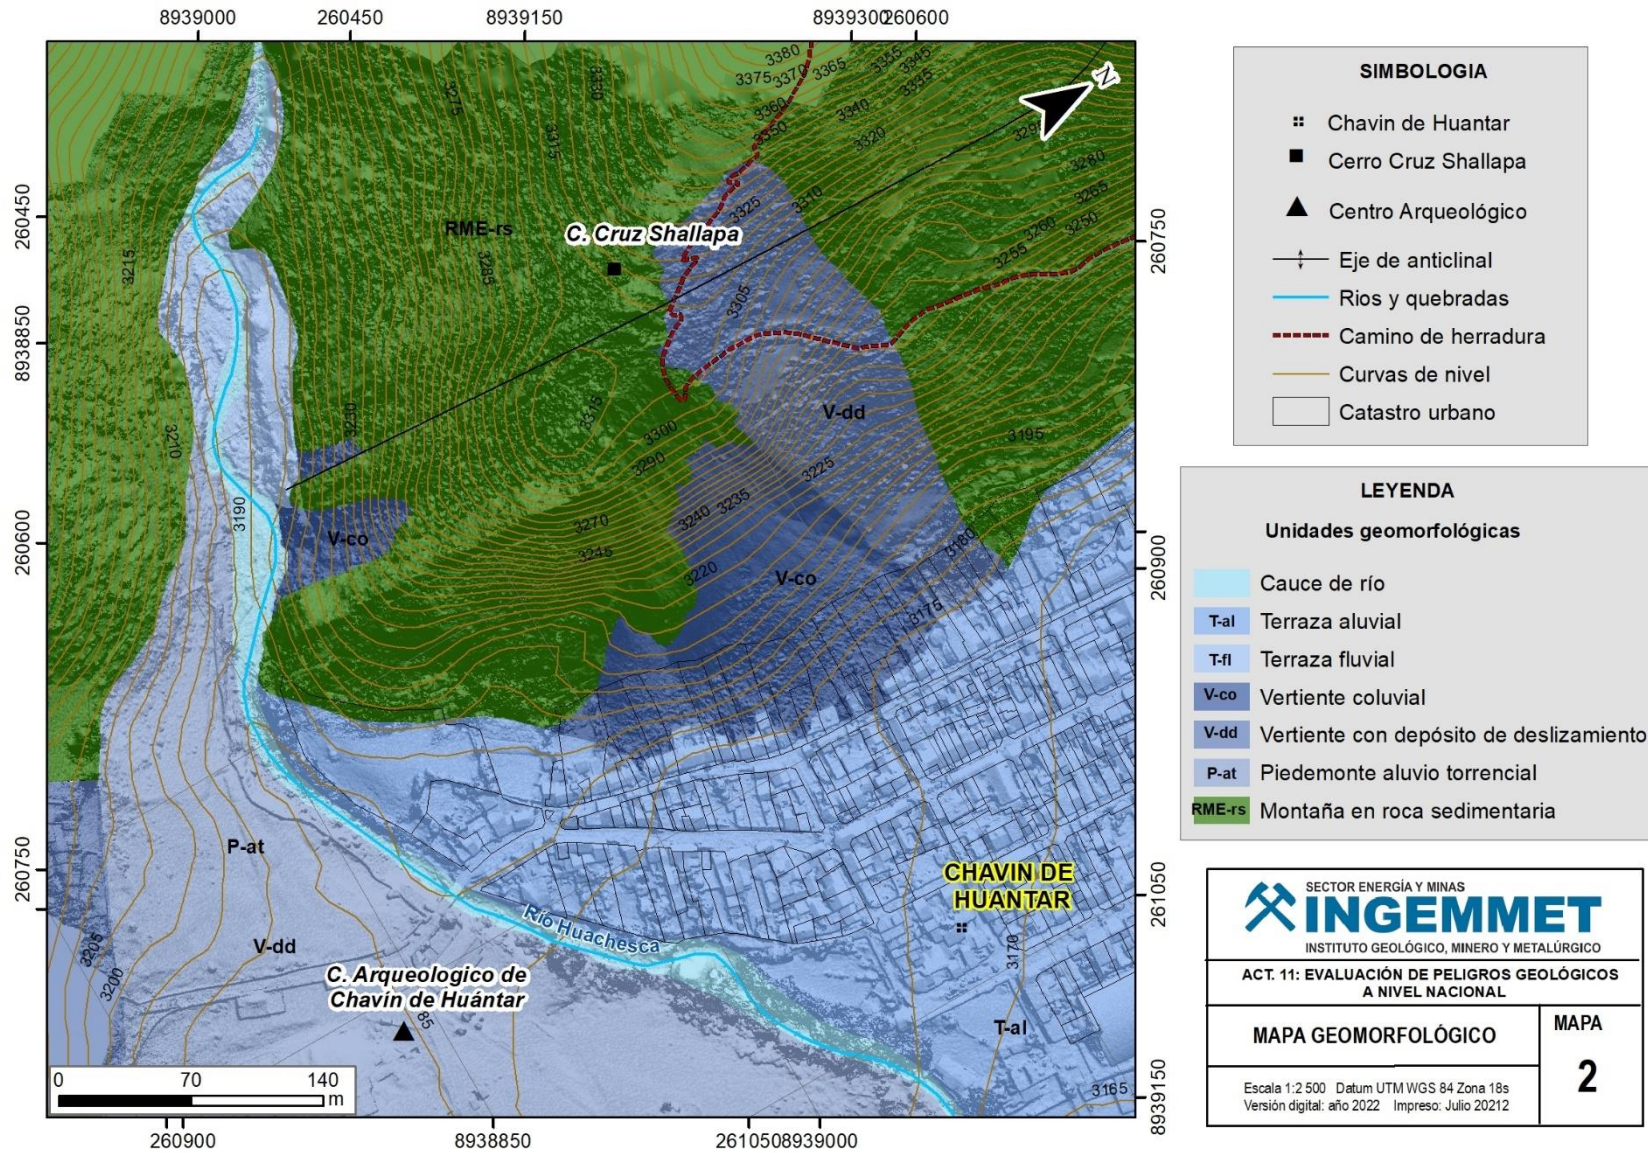 8939000
260450
8939150
8939300
260600
260450
8938850
260600
260750
260750
260900
261050
8939150
260900
8938850
261050
8939000
3380
3375
3370
3365
3355
3345
3335
3360
3350
3340
3320
3330
3315
3275
3285
3215
3325
3310
3305
3280
3265
3260
3250
3255
3315
3300
3290
3230
3210
3190
3270
3245
3240
3235
3225
3220
3195
3180
3175
3205
3200
3170
3165
N
RME-rs
C. Cruz Shallapa
V-dd
V-co
V-co
P-at
V-dd
C. Arqueologico de
Chavín de Huántar
Río Huachesca
CHAVIN DE
HUANTAR
T-al
0 70 140
m
SIMBOLOGIA
Chavin de Huantar
Cerro Cruz Shallapa
Centro Arqueológico
Eje de anticlinal
Rios y quebradas
Camino de herradura
Curvas de nivel
Catastro urbano
LEYENDA
Unidades geomorfológicas
Cauce de río
T-al Terraza aluvial
T-fl Terraza fluvial
V-co Vertiente coluvial
V-dd Vertiente con depósito de deslizamiento
P-at Piedemonte aluvio torrencial
RME-rs Montaña en roca sedimentaria
SECTOR ENERGÍA Y MINAS
INGEMMET
INSTITUTO GEOLÓGICO, MINERO Y METALÚRGICO
ACT. 11: EVALUACIÓN DE PELIGROS GEOLÓGICOS
A NIVEL NACIONAL
MAPA GEOMORFOLÓGICO
MAPA
2
Escala 1:2 500 Datum UTM WGS 84 Zona 18s
Versión digital: año 2022 Impreso: Julio 20212